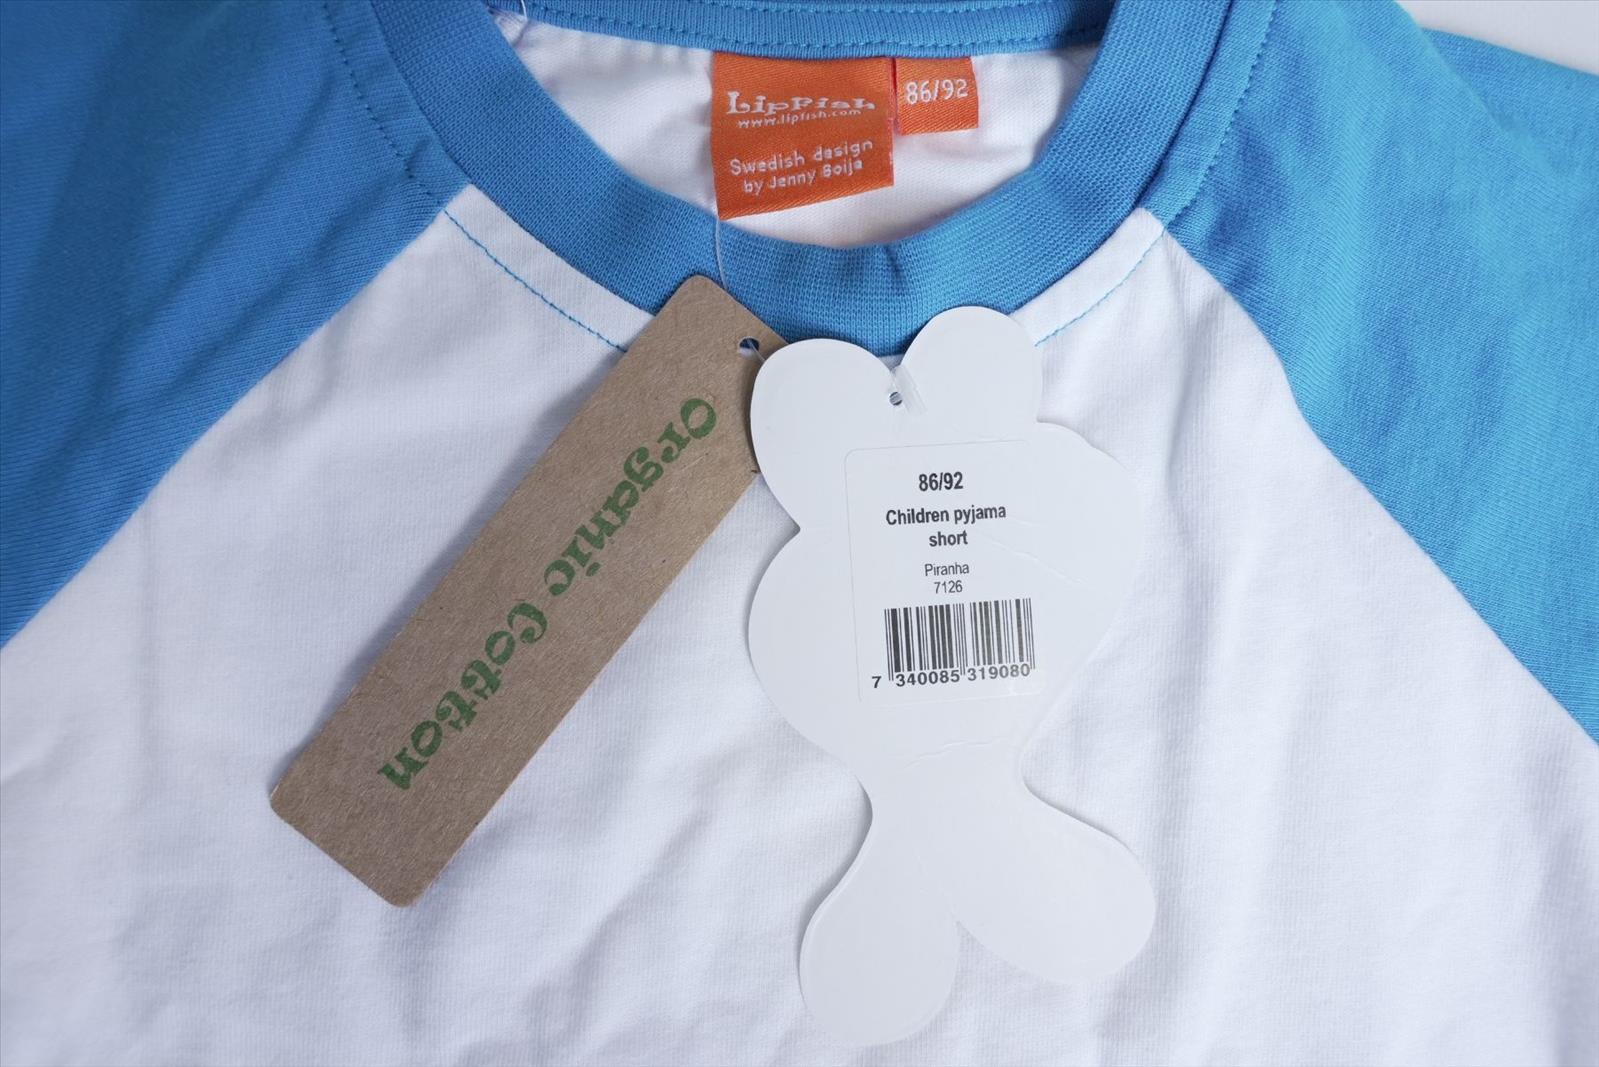 LipFish
www.lipfish.com
Swedish design
by Jenny Boija
86/92
Organic Cotton
86/92
Children pyjama
short
Piranha
7126
7 340085 319080